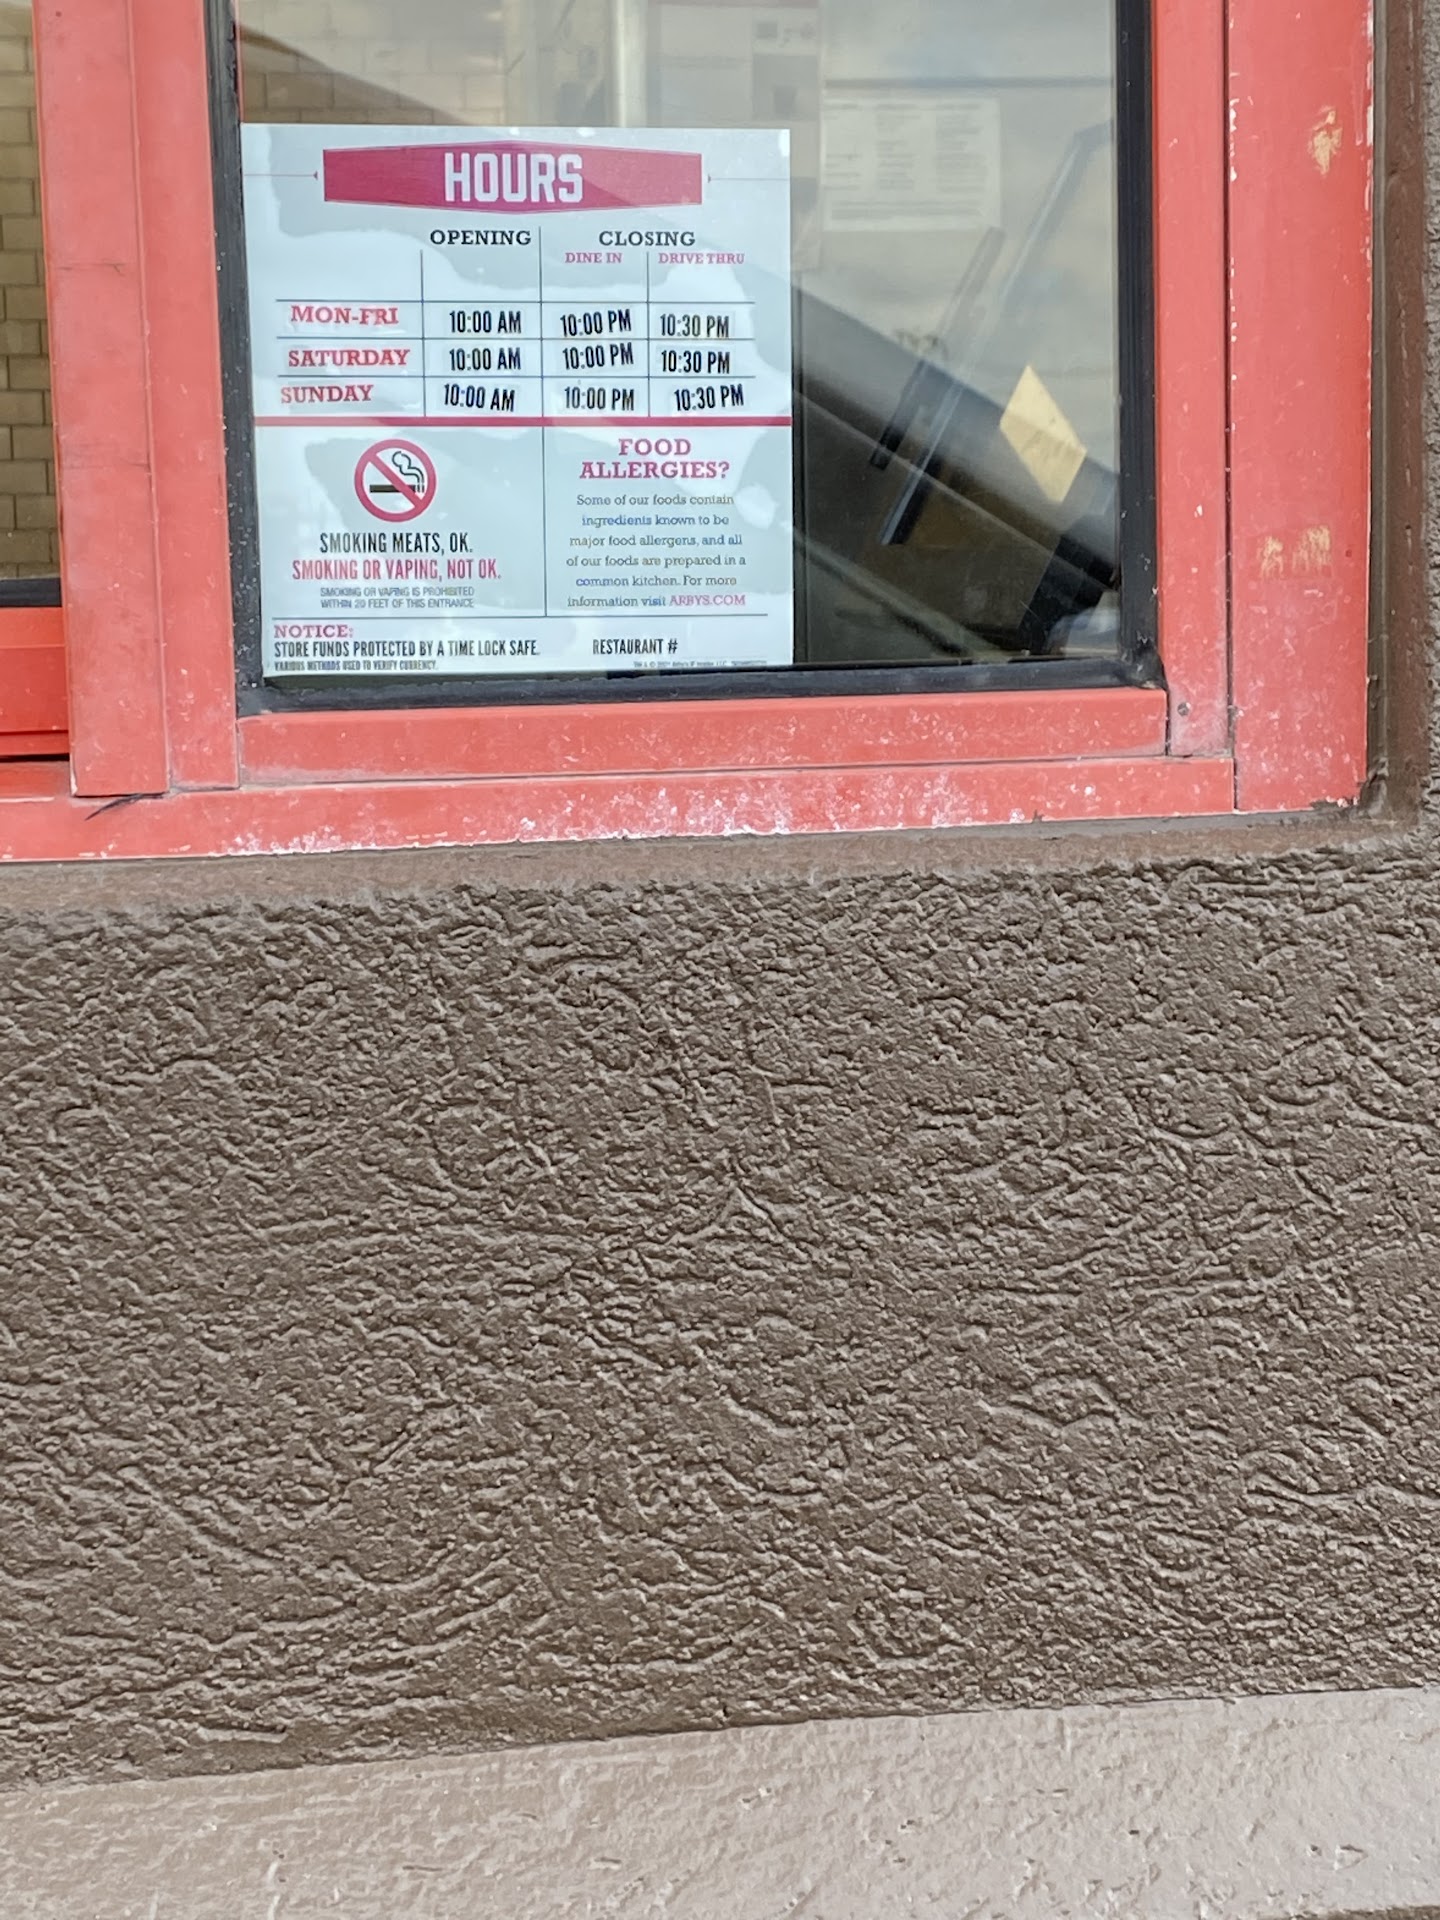 HOURS
OPENING CLOSING
DINE IN DRIVE THRU
MON-FRI 10:00 AM 10:00 PM 10:30 PM
SATURDAY 10:00 AM 10:00 PM 10:30 PM
SUNDAY 10:00 AM 10:00 PM 10:30 PM
SMOKING MEATS, OK.
SMOKING OR VAPING, NOT OK.
SMOKING OR VAPING IS PROHIBITED
WITHIN 20 FEET OF THIS ENTRANCE
FOOD
ALLERGIES?
Some of our foods contain
ingredients known to be
major food allergens, and all
of our foods are prepared in a
common kitchen. For more
information visit ARBYS.COM
NOTICE:
STORE FUNDS PROTECTED BY A TIME LOCK SAFE.
VARIOUS METHODS USED TO VERIFY CURRENCY.
RESTAURANT #